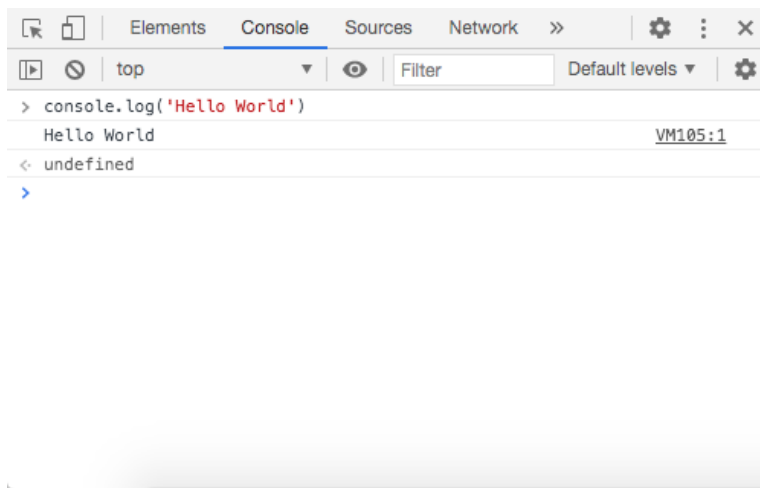 Elements Console Sources Network »
top Filter Default levels
> console.log('Hello World')
Hello World VM105:1
undefined
>